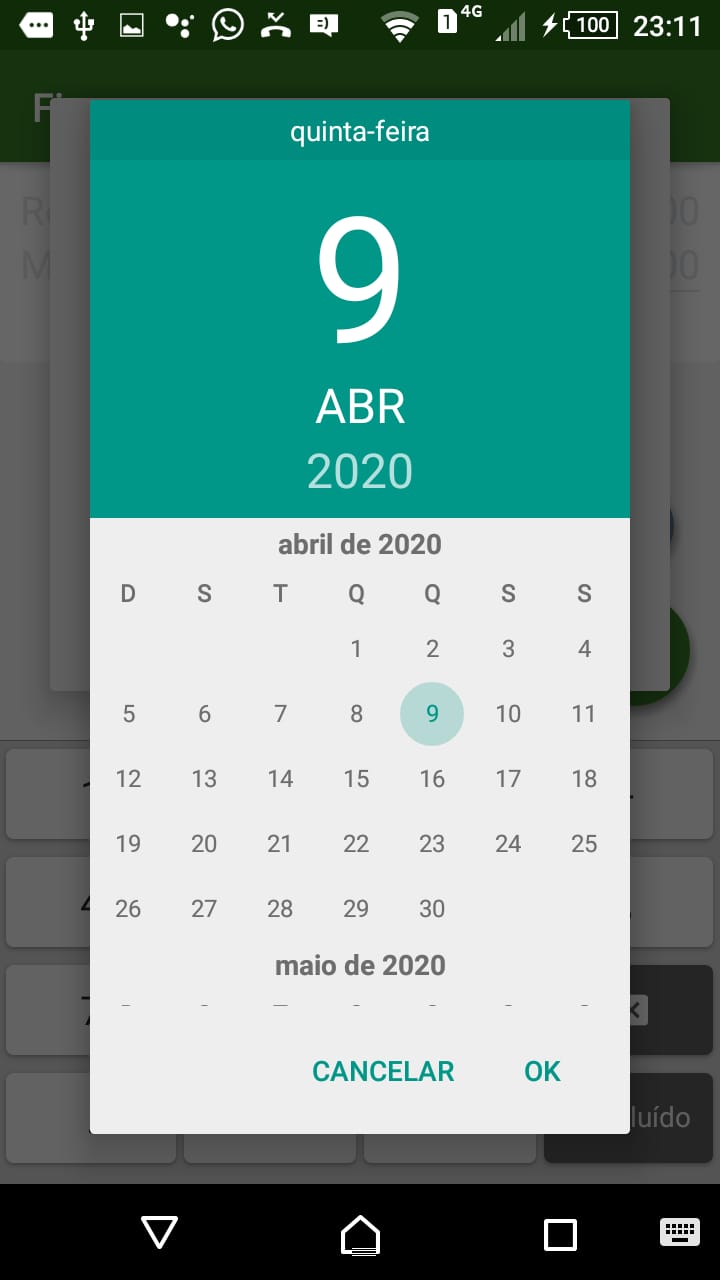 1 4G 100 23:11
quinta-feira
9
ABR
2020
abril de 2020
D S T Q Q S S
1 2 3 4
5 6 7 8 9 10 11
12 13 14 15 16 17 18
19 20 21 22 23 24 25
26 27 28 29 30
maio de 2020
CANCELAR OK
luído